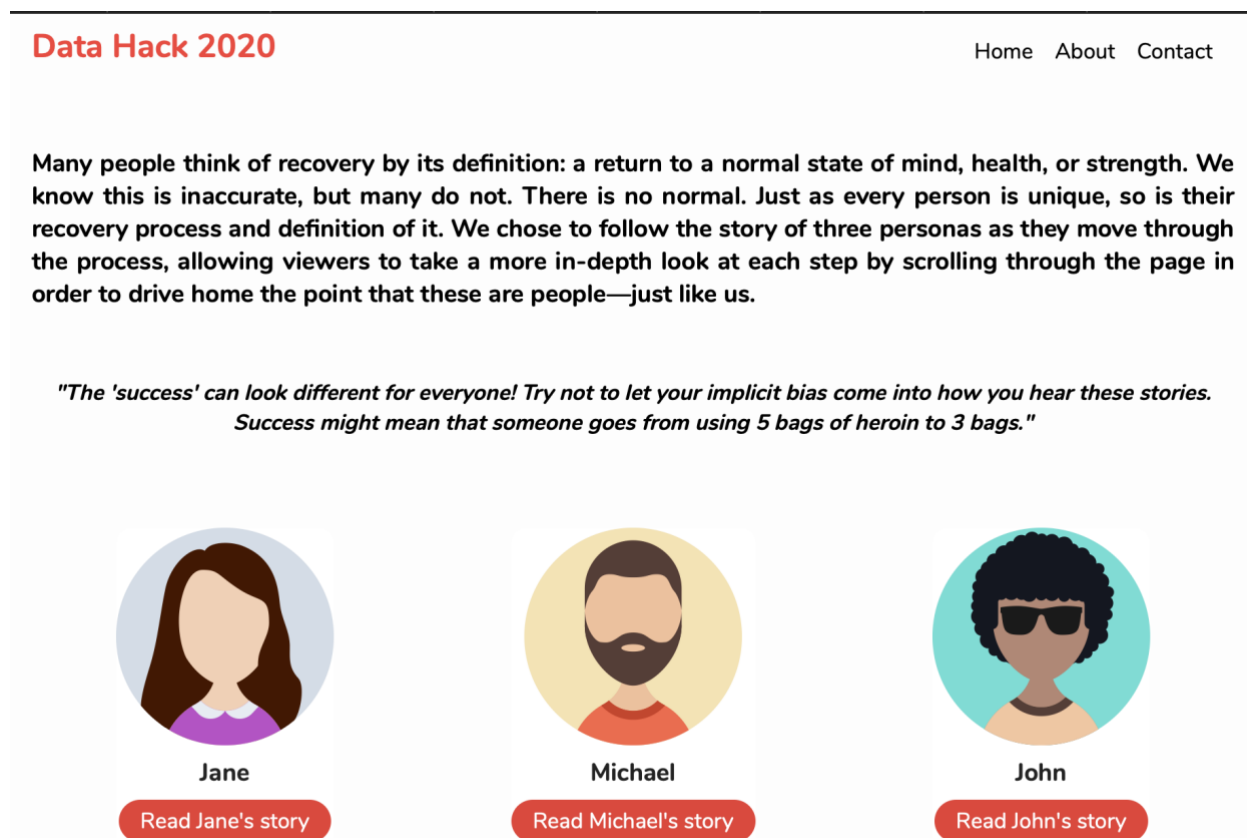 Data Hack 2020
Home About Contact
Many people think of recovery by its definition: a return to a normal state of mind, health, or strength. We
know this is inaccurate, but many do not. There is no normal. Just as every person is unique, so is their
recovery process and definition of it. We chose to follow the story of three personas as they move through
the process, allowing viewers to take a more in-depth look at each step by scrolling through the page in
order to drive home the point that these are people—just like us.
"The 'success' can look different for everyone! Try not to let your implicit bias come into how you hear these stories.
Success might mean that someone goes from using 5 bags of heroin to 3 bags."
Jane
Michael
John
Read Jane's story
Read Michael's story
Read John's story